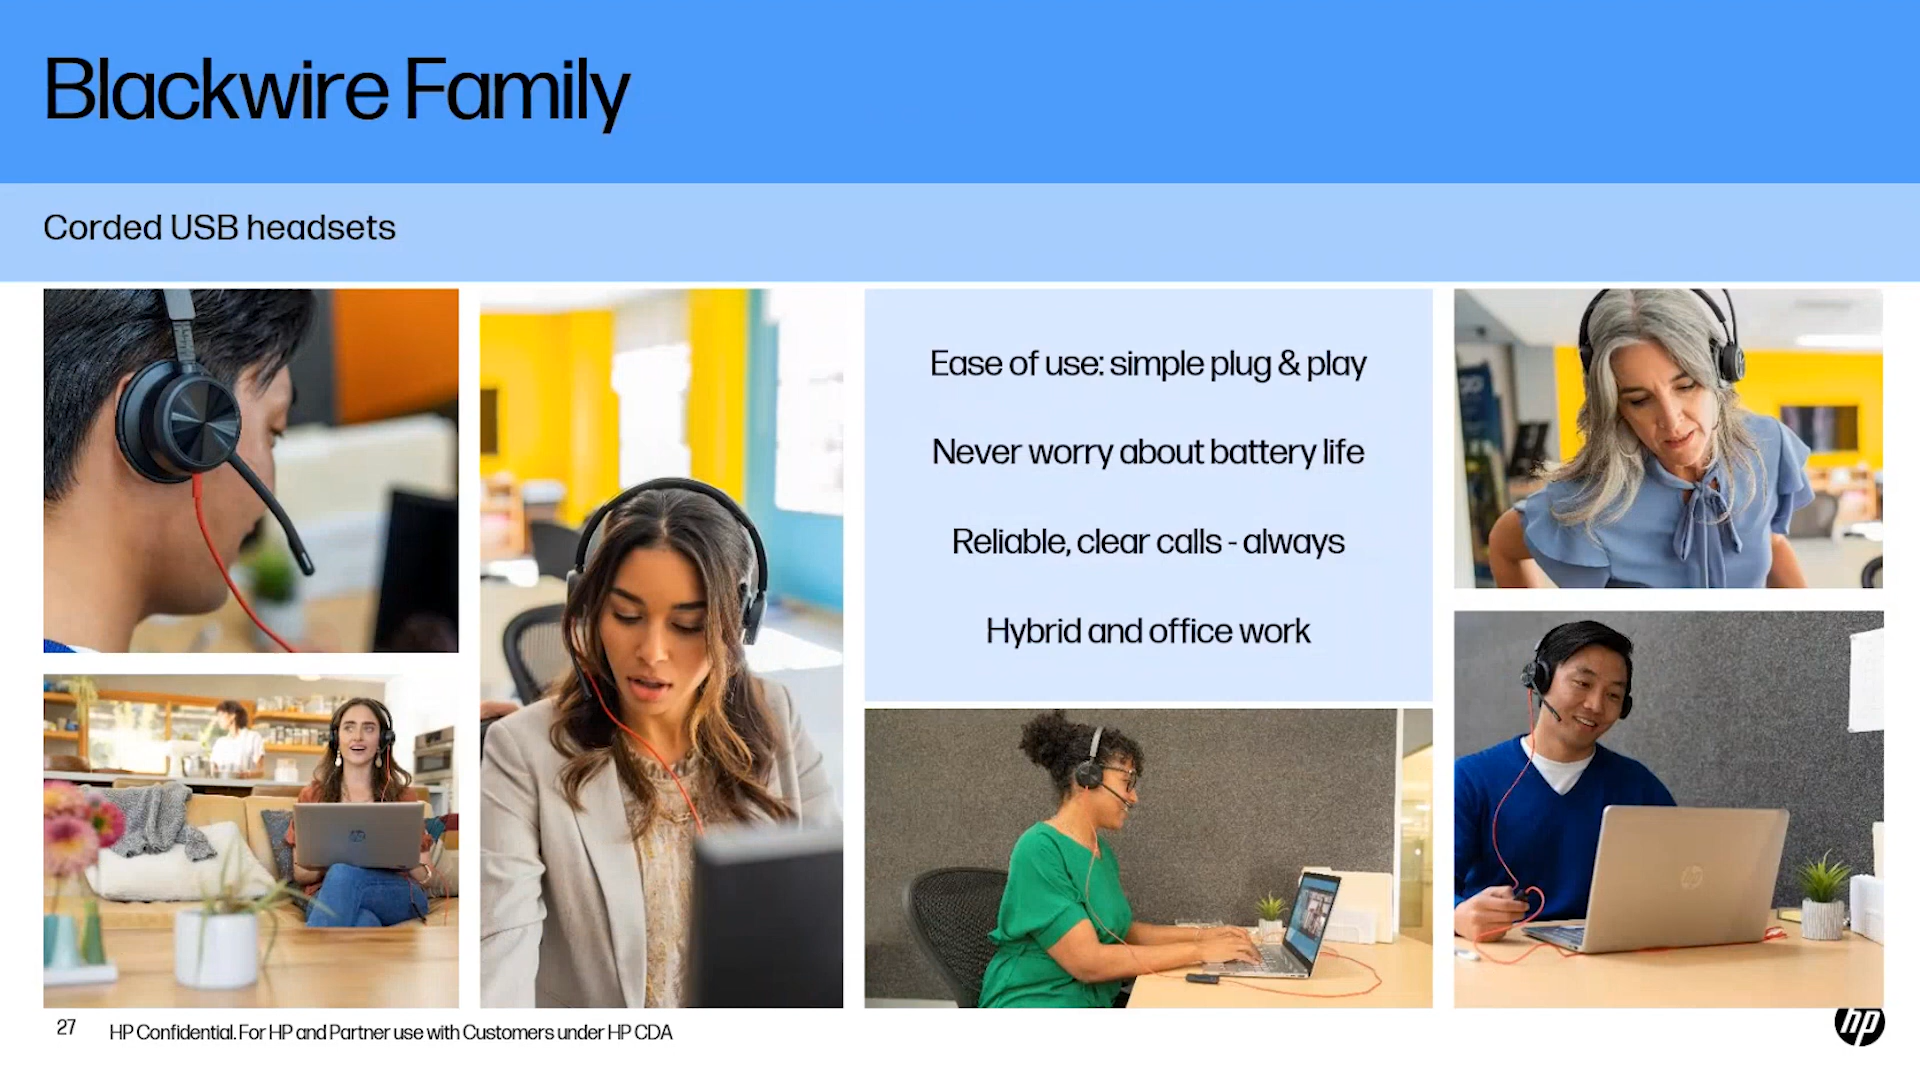 Blackwire Family
Corded USB headsets
Ease of use: simple plug & play
Never worry about battery life
Reliable, clear calls - always
Hybrid and office work
27
HP Confidential. For HP and Partner use with Customers under HP CDA
hp